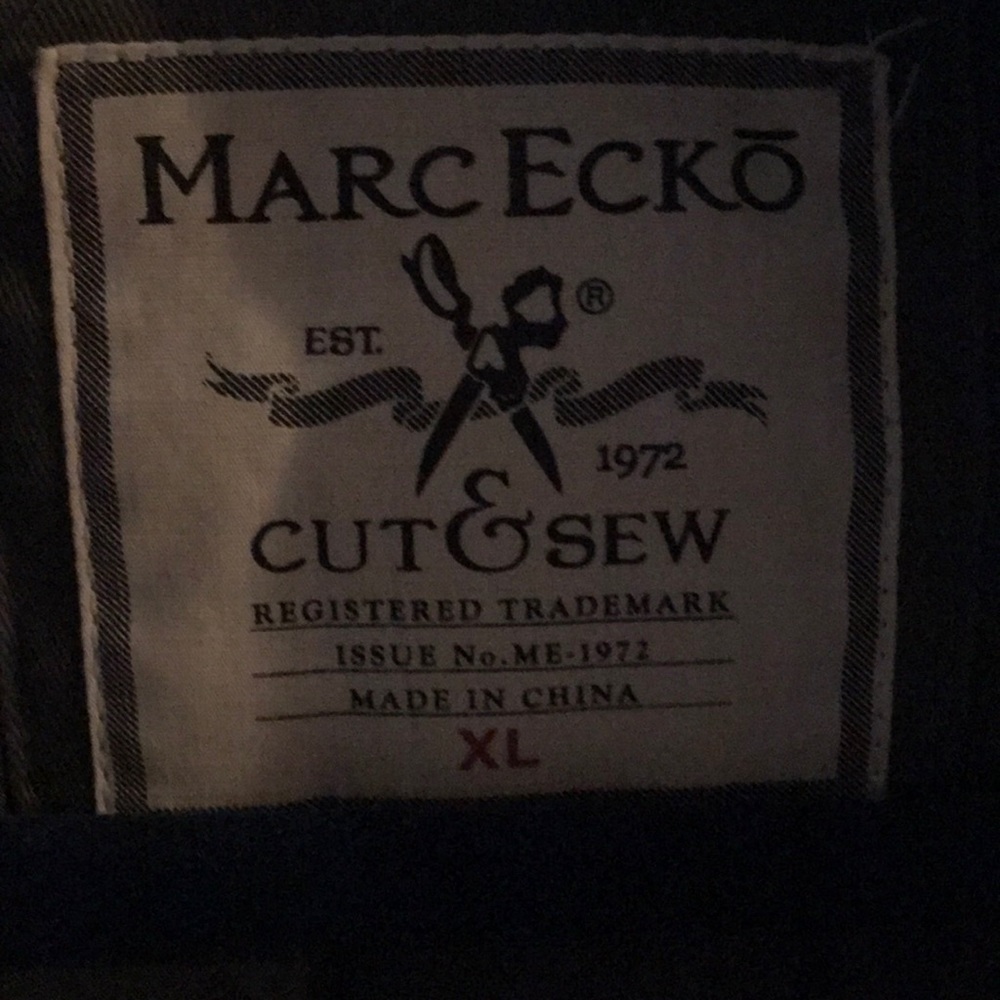 MARC ECKŌ
®
EST.
1972
CUT & SEW
REGISTERED TRADEMARK
ISSUE No. ME-1972
MADE IN CHINA
XL